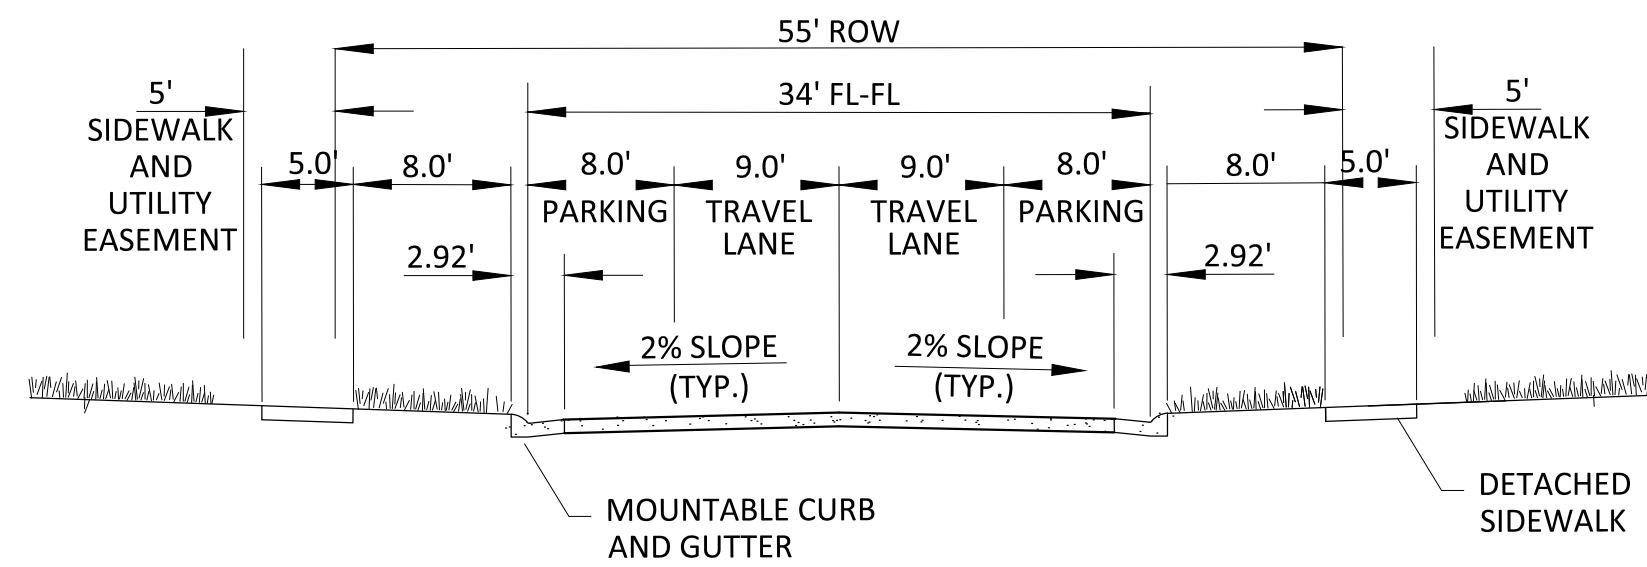 55' ROW
5'
34' FL-FL
5'
SIDEWALK
AND
UTILITY
EASEMENT
5.0'
8.0'
8.0'
9.0'
9.0'
8.0'
8.0'
5.0'
SIDEWALK
AND
UTILITY
EASEMENT
PARKING
TRAVEL
LANE
TRAVEL
LANE
PARKING
2.92'
2.92'
2% SLOPE
(TYP.)
2% SLOPE
(TYP.)
MOUNTABLE CURB
AND GUTTER
DETACHED
SIDEWALK